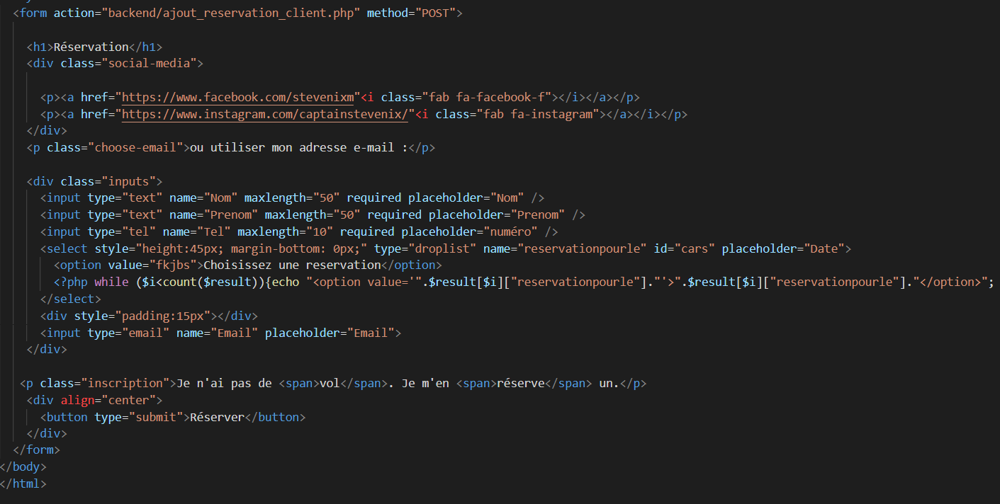 <form action="backend/ajout_reservation_client.php" method="POST">
<h1>Réservation</h1>
<div class="social-media">
<p><a href="https://www.facebook.com/stevenixm"<i class="fab fa-facebook-f"></i></a></p>
<p><a href="https://www.instagram.com/captainstevenix/"<i class="fab fa-instagram"></a></i></p>
</div>
<p class="choose-email">ou utiliser mon adresse e-mail :</p>
<div class="inputs">
<input type="text" name="Nom" maxlength="50" required placeholder="Nom" />
<input type="text" name="Prenom" maxlength="50" required placeholder="Prenom" />
<input type="tel" name="Tel" maxlength="10" required placeholder="numéro" />
<select style="height:45px; margin-bottom: 0px;" type="droplist" name="reservationpourle" id="cars" placeholder="Date">
<option value="fkjbs">Choisissez une reservation</option>
<?php while ($i<count($result)){echo "<option value='".$result[$i]["reservationpourle"]."'>".$result[$i]["reservationpourle"]."</option>";
</select>
<div style="padding:15px"></div>
<input type="email" name="Email" placeholder="Email">
</div>
<p class="inscription">Je n'ai pas de <span>vol</span>. Je m'en <span>réserve</span> un.</p>
<div align="center">
<button type="submit">Réserver</button>
</div>
</form>
</body>
</html>